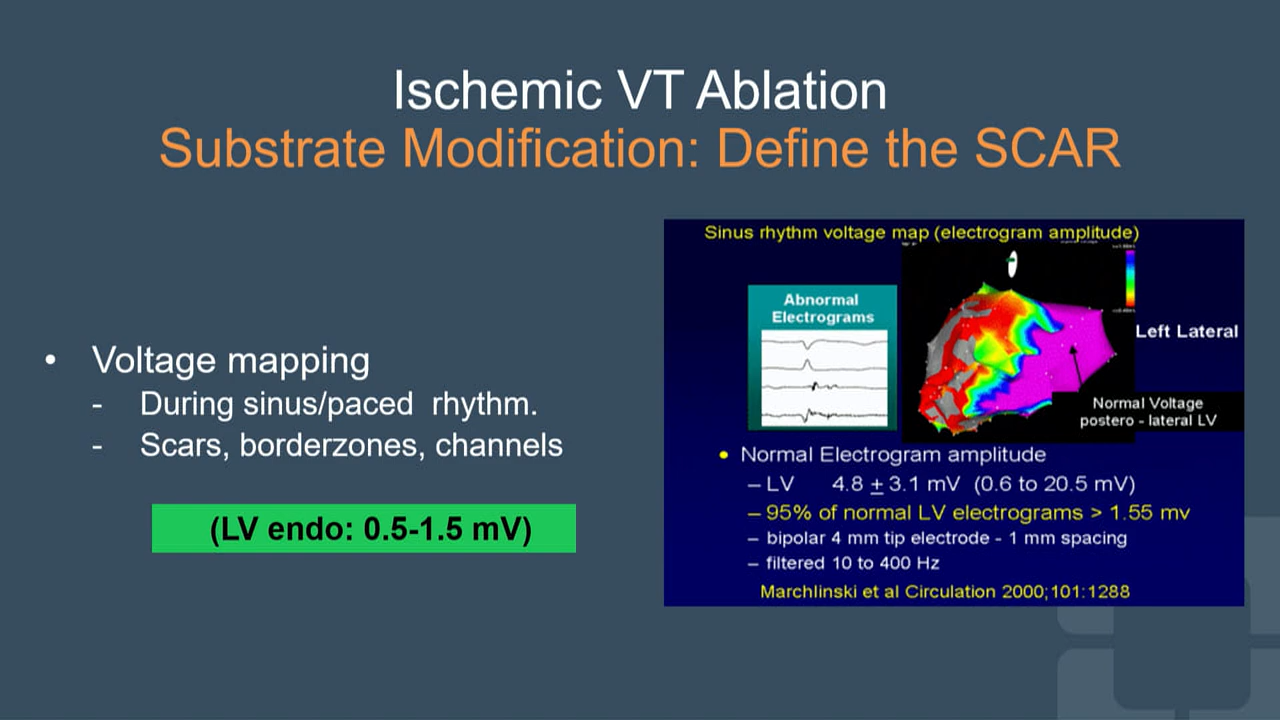 Ischemic VT Ablation
Substrate Modification: Define the SCAR
• Voltage mapping
- During sinus/paced rhythm.
- Scars, borderzones, channels
(LV endo: 0.5-1.5 mV)
Sinus rhythm voltage map (electrogram amplitude)
Abnormal
Electrograms
Left Lateral
Normal Voltage
postero - lateral LV
• Normal Electrogram amplitude
– LV 4.8 ± 3.1 mV (0.6 to 20.5 mV)
– 95% of normal LV electrograms > 1.55 mv
– bipolar 4 mm tip electrode - 1 mm spacing
– filtered 10 to 400 Hz
Marchlinski et al Circulation 2000;101:1288